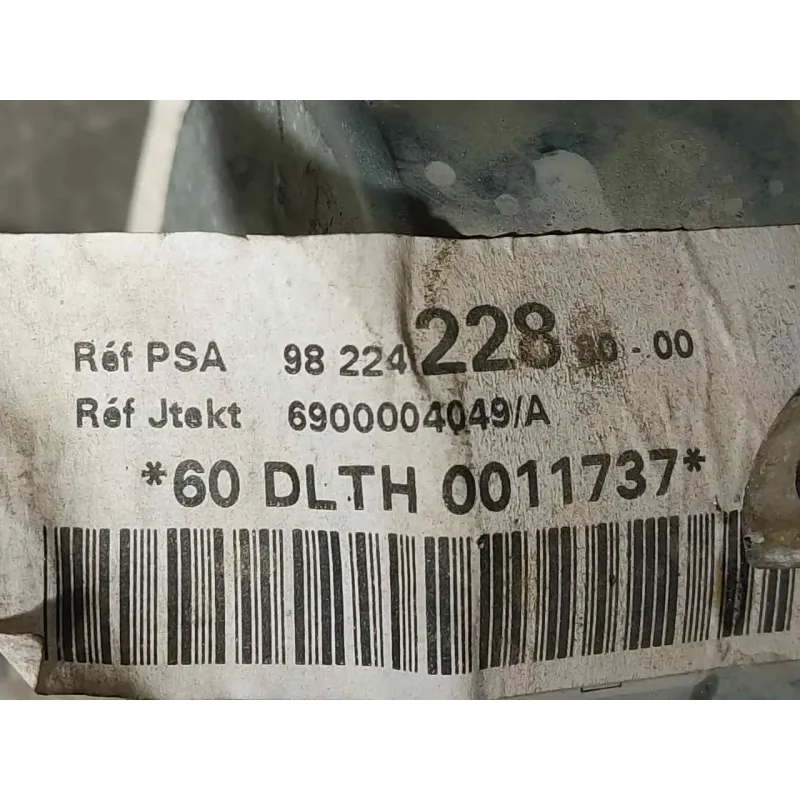 Réf PSA 98 224 228 80 - 00
Réf Jtekt 6900004049/A
*60 DLTH 0011737*